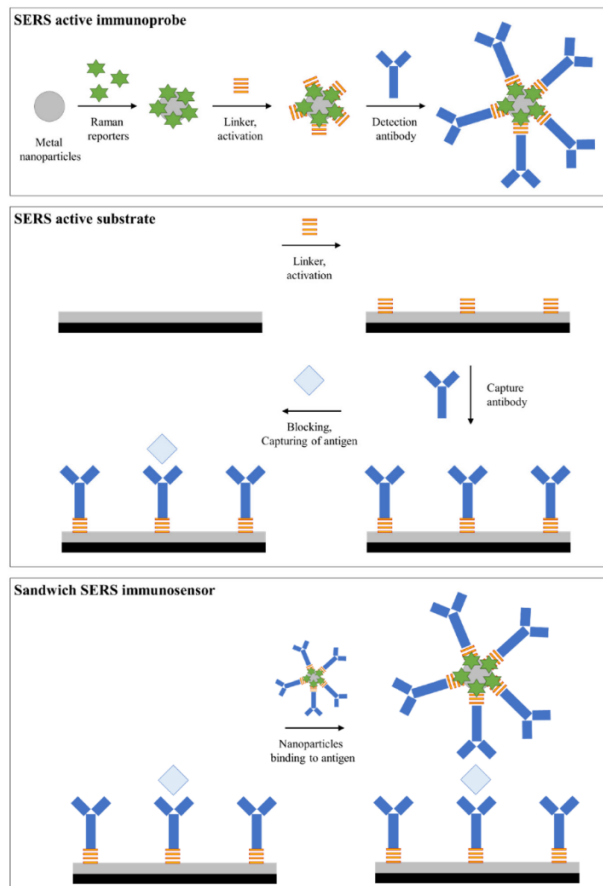 SERS active immunoprobe
Metal
nanoparticles
Raman
reporters
Linker,
activation
Detection
antibody
SERS active substrate
Linker,
activation
Capture
antibody
Blocking,
Capturing of antigen
Sandwich SERS immunosensor
Nanoparticles
binding to antigen